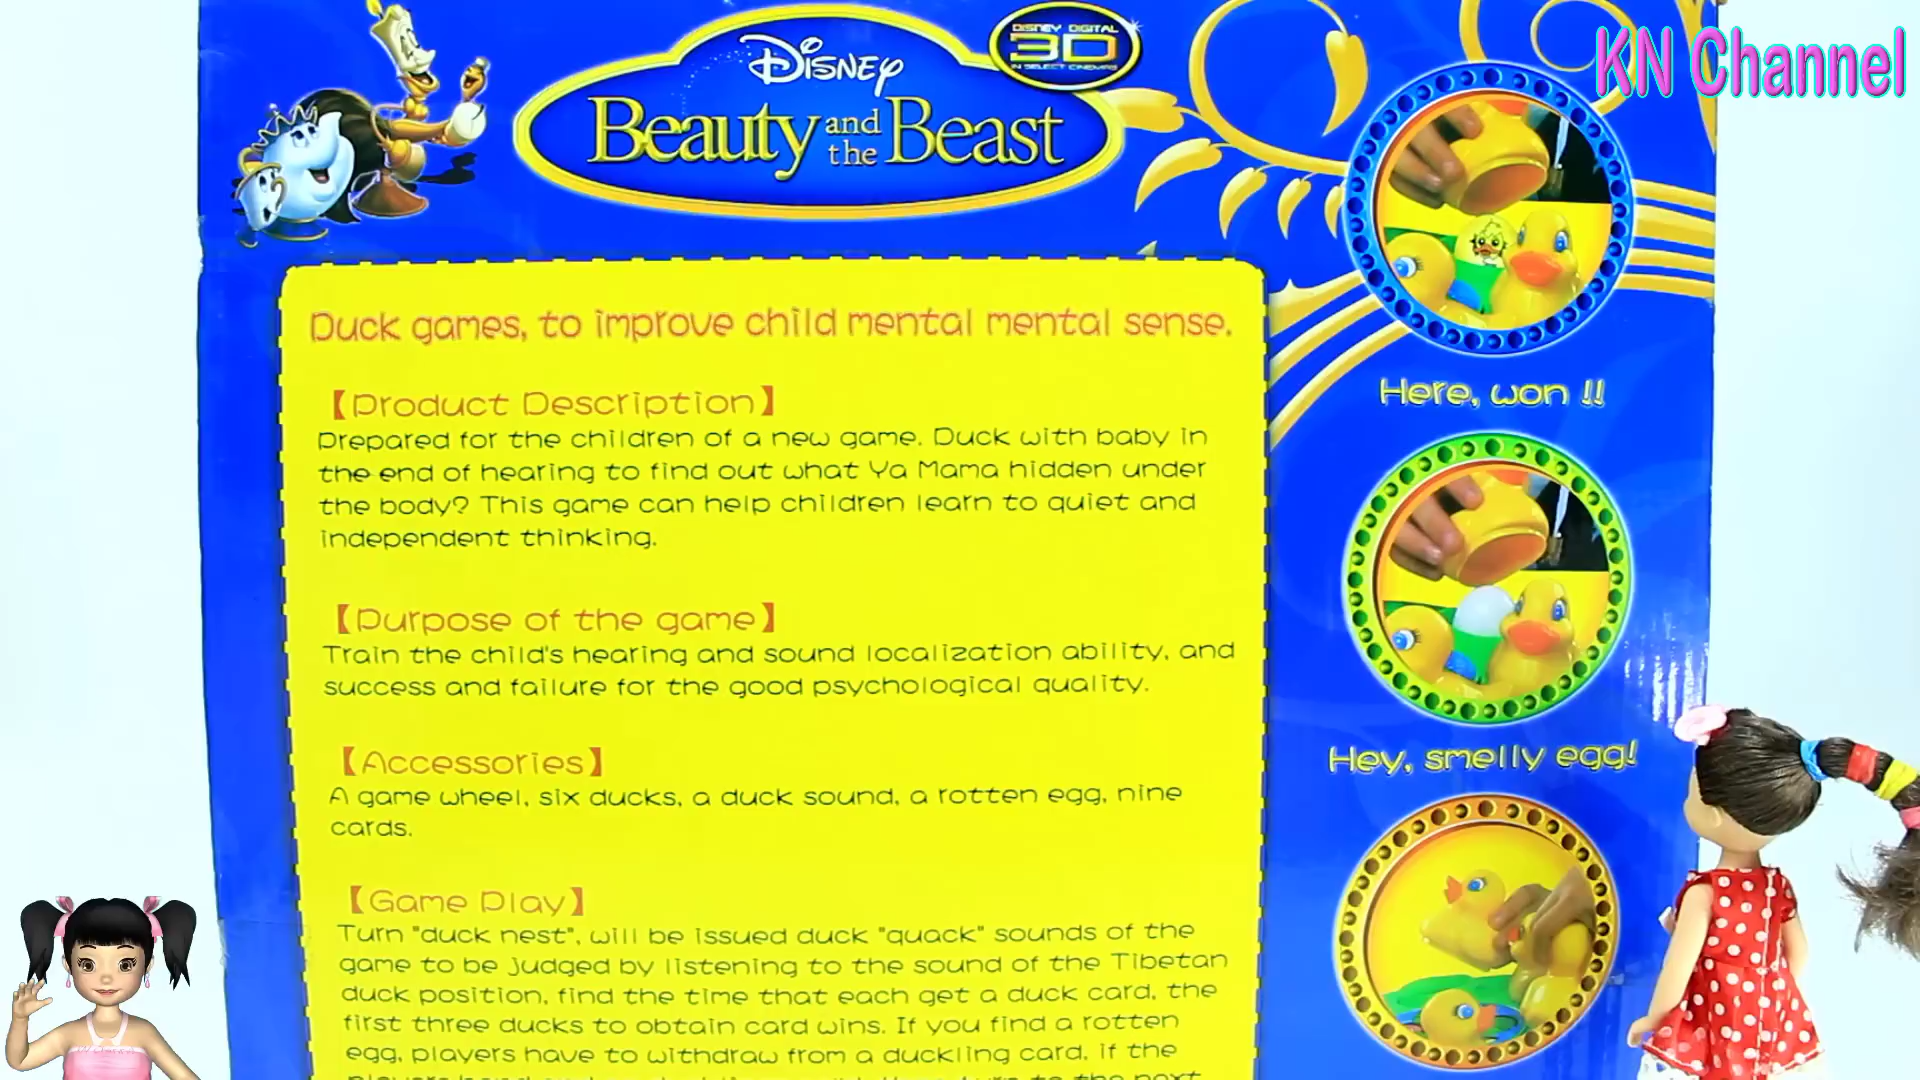 KN Channel
DISNEY DIGITAL
3D
IN SELECT CINEMAS
Disney
Beauty and the Beast
Duck games, to improve child mental mental sense.
【Product Description】
Prepared for the children of a new game. Duck with baby in
the end of hearing to find out what Ya Mama hidden under
the body? This game can help children learn to quiet and
independent thinking.
【Purpose of the game】
Train the child's hearing and sound localization ability, and
success and failure for the good psychological quality.
【Accessories】
A game wheel, six ducks, a duck sound, a rotten egg, nine
cards.
【Game Play】
Turn "duck nest", will be issued duck "quack" sounds of the
game to be judged by listening to the sound of the Tibetan
duck position, find the time that each get a duck card, the
first three ducks to obtain card wins. If you find a rotten
egg, players have to withdraw from a duckling card, if the
Here, won !!
Hey, smelly egg!